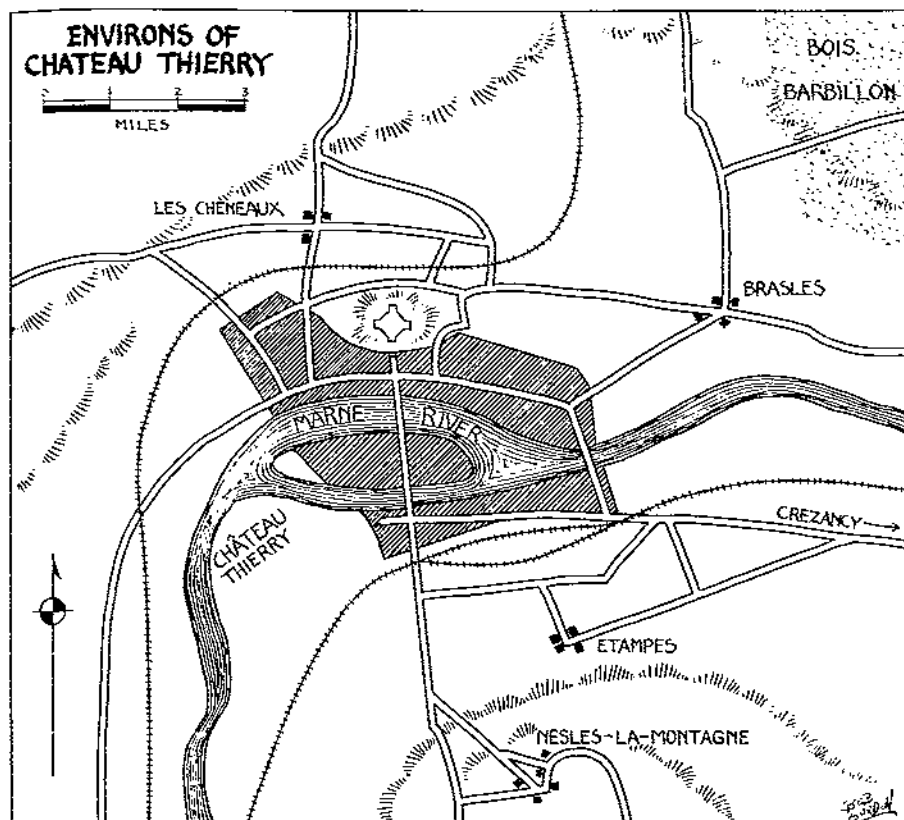 ENVIRONS OF
CHATEAU THIERRY
0 1 2 3
MILES
BOIS
BARBILLON
LES CHENEAUX
BRASLES
MARNE RIVER
CREZANCY
CHÂTEAU
THIERRY
ETAMPES
NESLES-LA-MONTAGNE